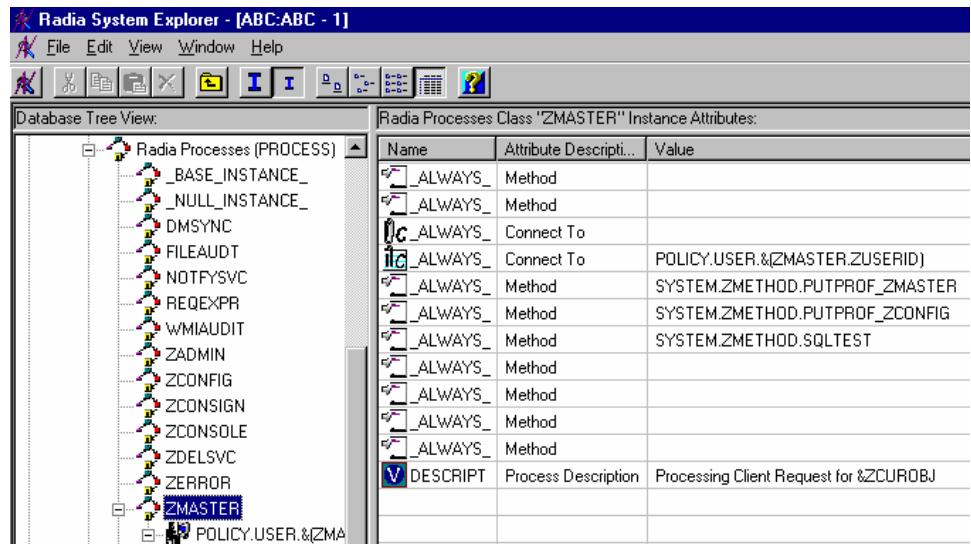 Radia System Explorer - [ABC:ABC - 1]
File Edit View Window Help
Database Tree View:
Radia Processes (PROCESS)
_BASE_INSTANCE_
_NULL_INSTANCE_
DMSYNC
FILEAUDT
NOTFYSVC
REQEXPR
WMIAUDIT
ZADMIN
ZCONFIG
ZCONSIGN
ZCONSOLE
ZDELSVC
ZERROR
ZMASTER
POLICY.USER.&(ZMA
Radia Processes Class "ZMASTER" Instance Attributes:
Name Attribute Descripti... Value
_ALWAYS_ Method
_ALWAYS_ Method
_ALWAYS_ Connect To
_ALWAYS_ Connect To POLICY.USER.&(ZMASTER.ZUSERID)
_ALWAYS_ Method SYSTEM.ZMETHOD.PUTPROF_ZMASTER
_ALWAYS_ Method SYSTEM.ZMETHOD.PUTPROF_ZCONFIG
_ALWAYS_ Method SYSTEM.ZMETHOD.SQLTEST
_ALWAYS_ Method
_ALWAYS_ Method
_ALWAYS_ Method
_ALWAYS_ Method
V DESCRIPT Process Description Processing Client Request for &ZCUROBJ